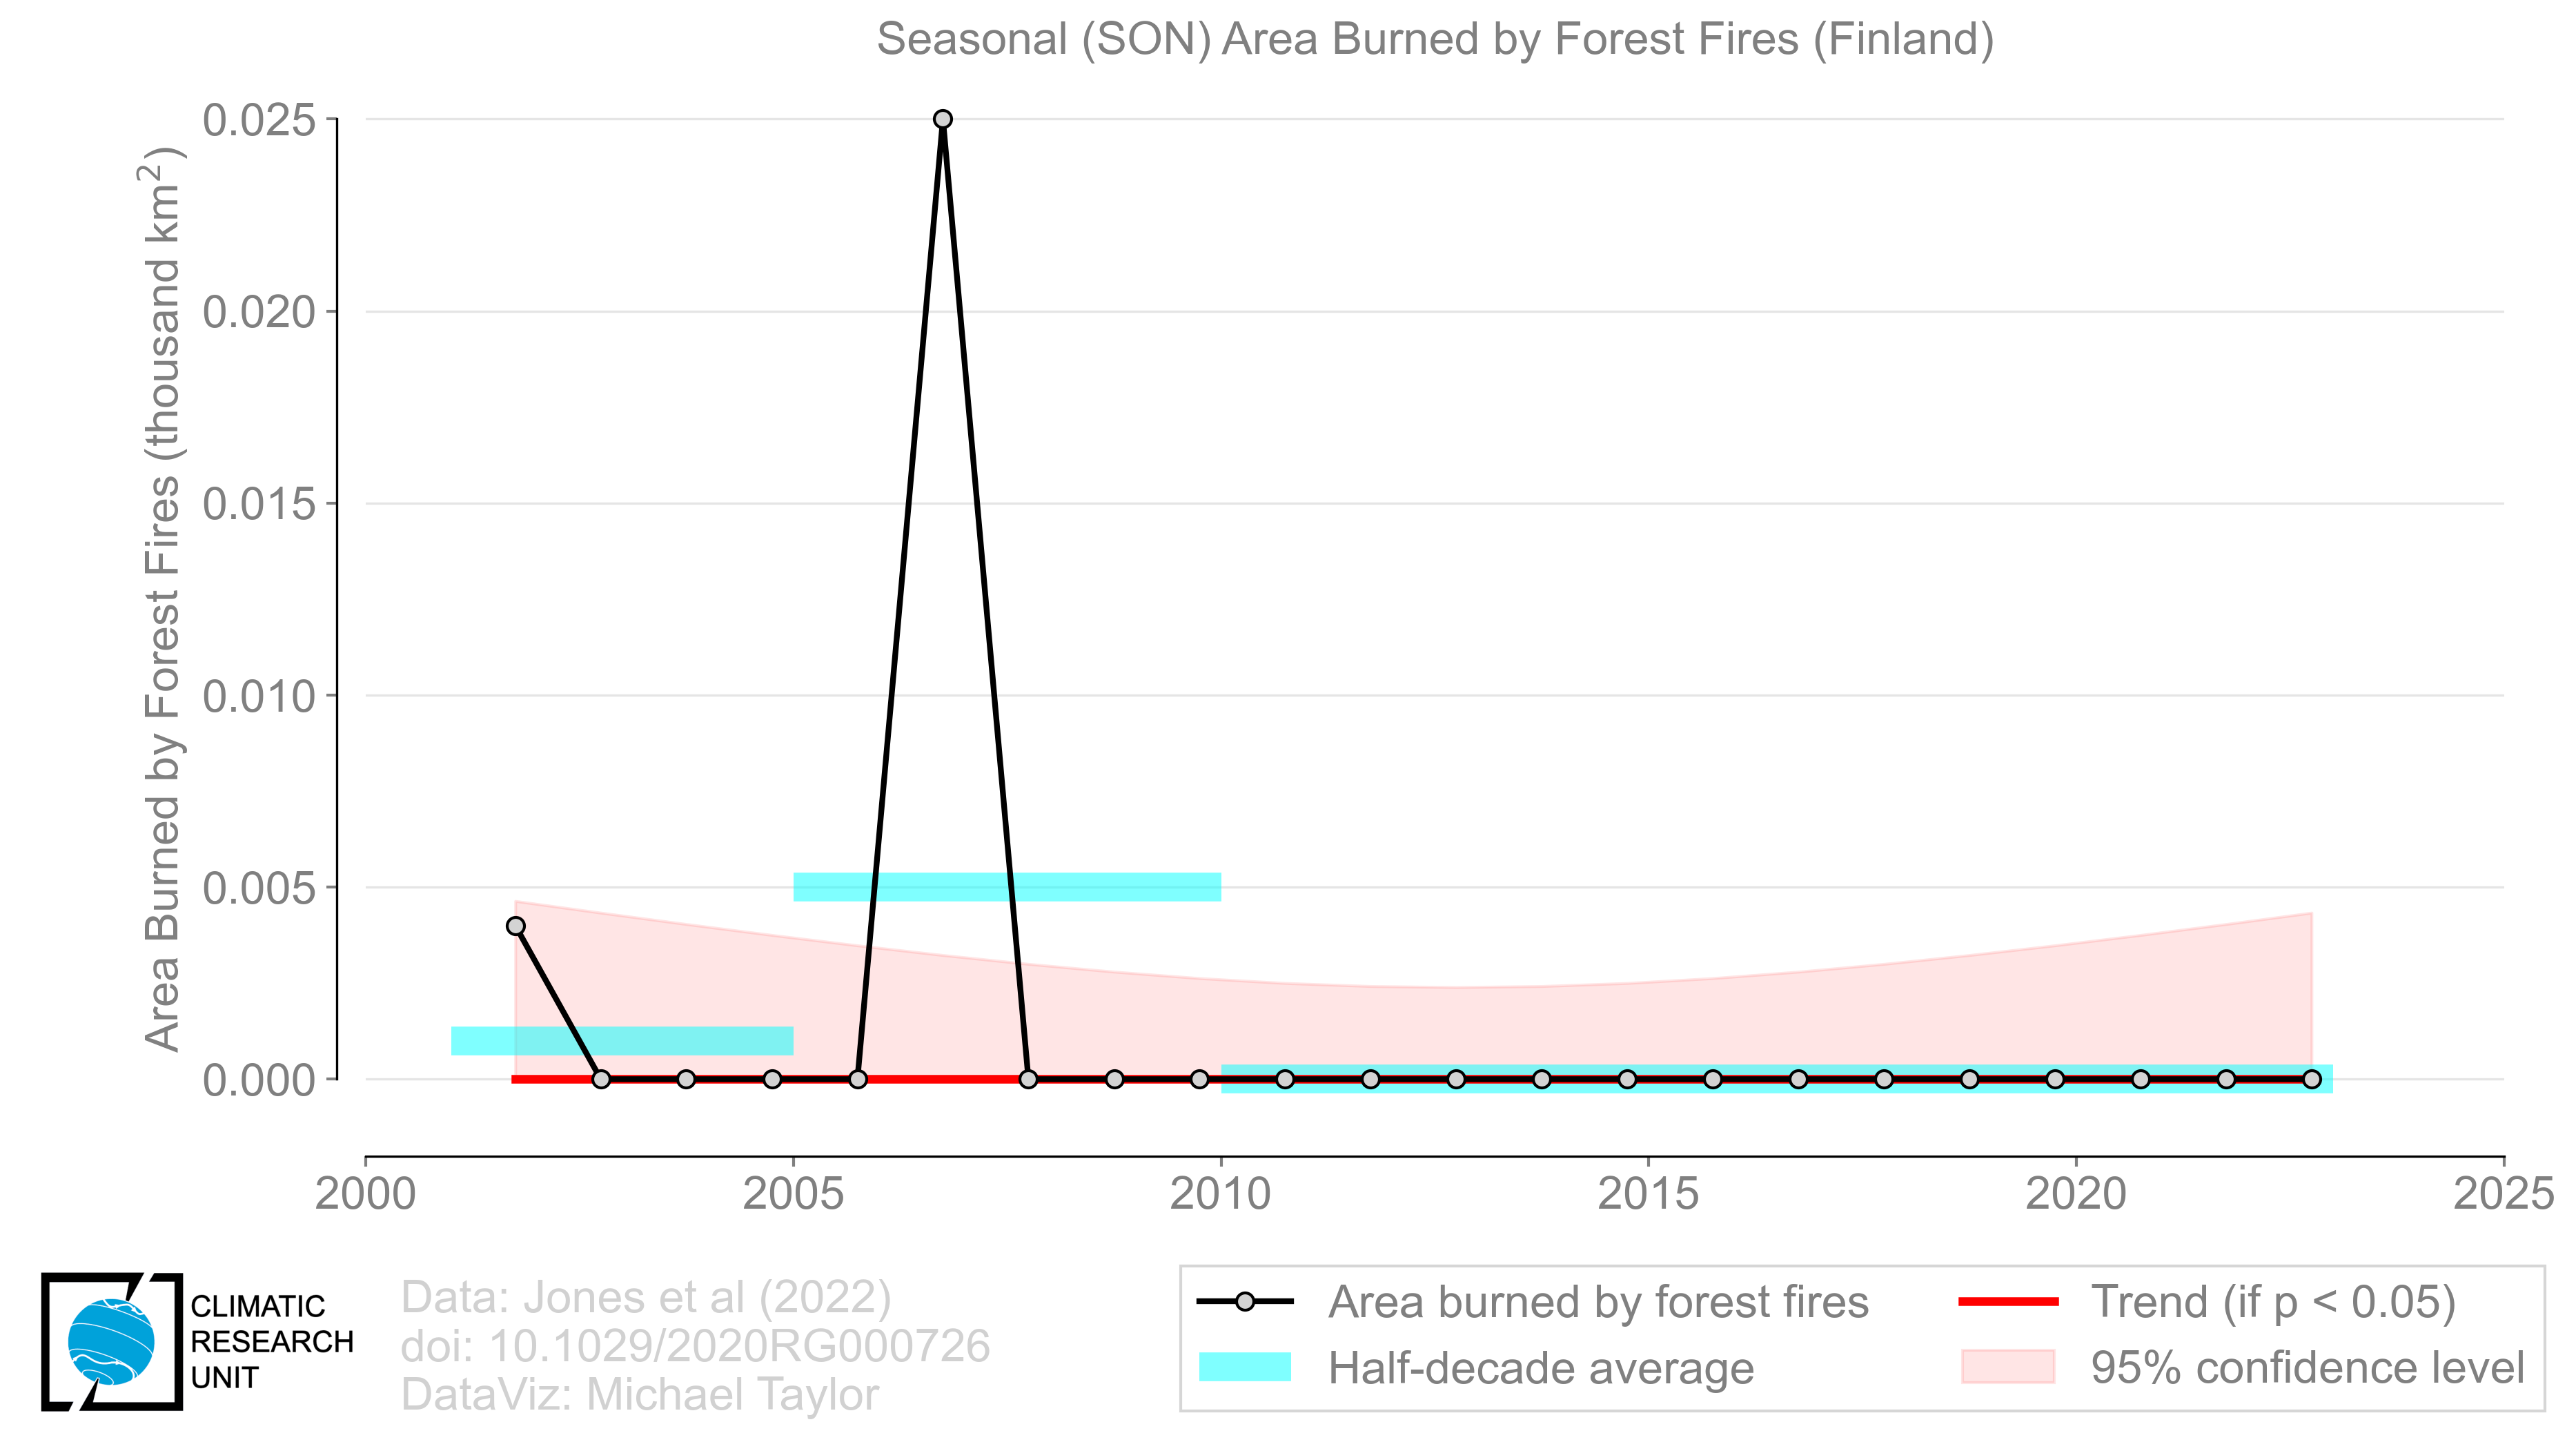 Seasonal (SON) Area Burned by Forest Fires (Finland)
Area Burned by Forest Fires (thousand km²)
0.025
0.020
0.015
0.010
0.005
0.000
2000 2005 2010 2015 2020 2025
CLIMATIC
RESEARCH
UNIT
Data: Jones et al (2022)
doi: 10.1029/2020RG000726
DataViz: Michael Taylor
Area burned by forest fires
Half-decade average
Trend (if p < 0.05)
95% confidence level